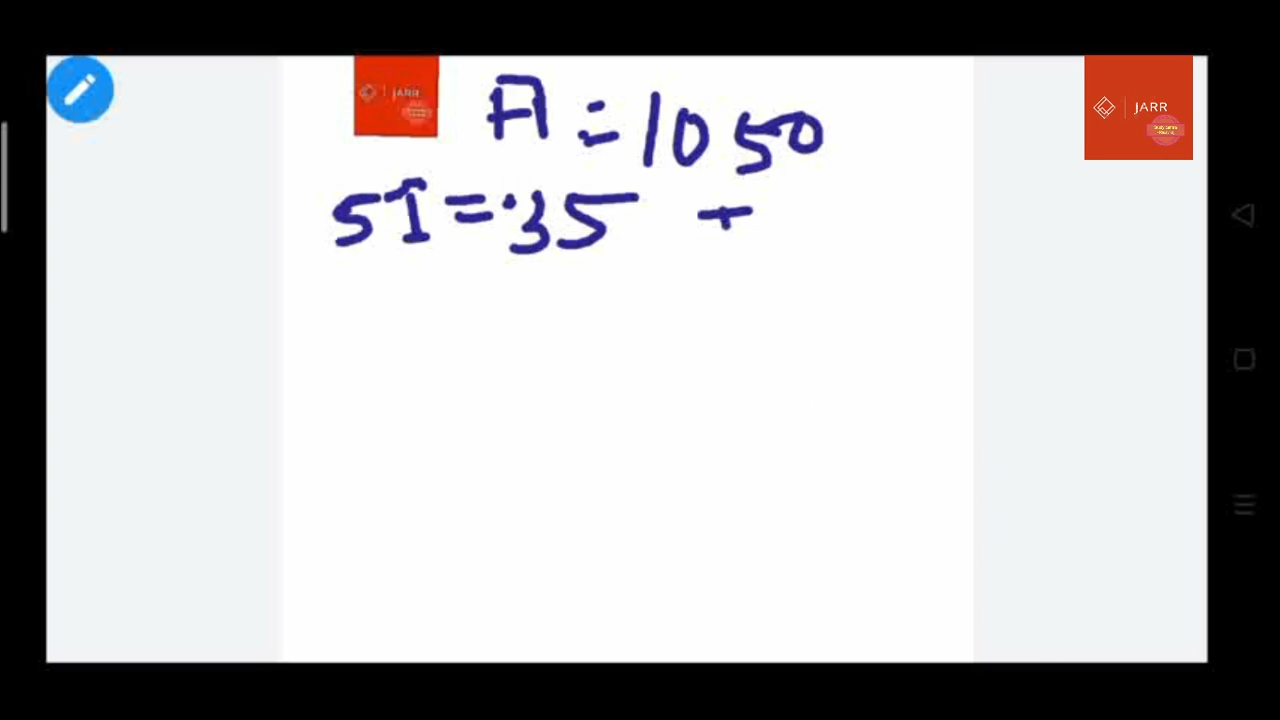 JARR
A = 1050
SI = 35 +
JARR